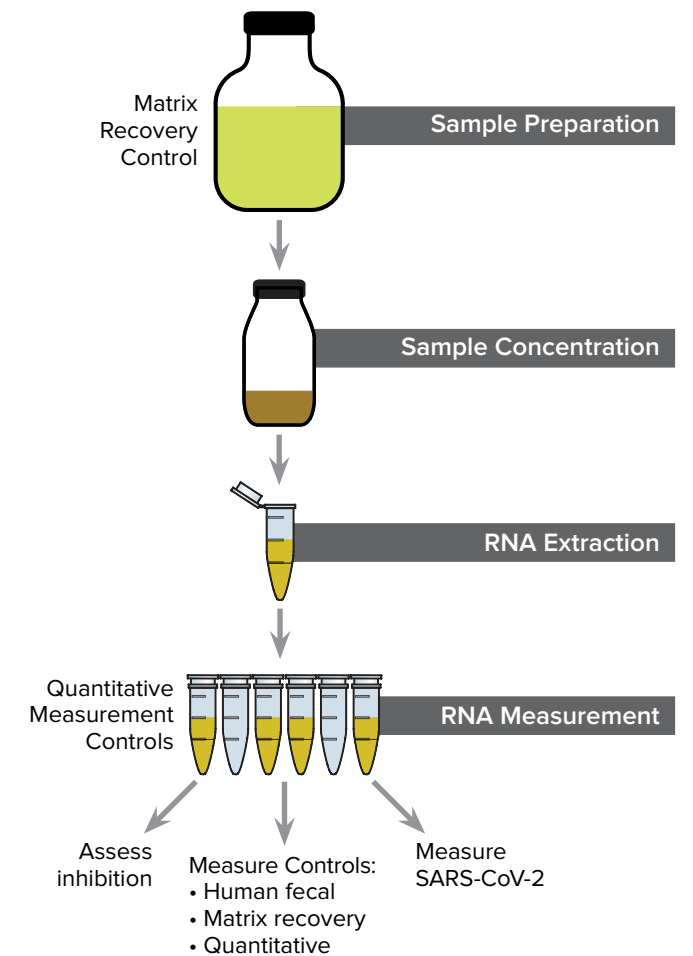 Matrix
Recovery
Control
Sample Preparation
Sample Concentration
RNA Extraction
Quantitative
Measurement
Controls
RNA Measurement
Assess
inhibition
Measure Controls:
• Human fecal
• Matrix recovery
• Quantitative
Measure
SARS-CoV-2